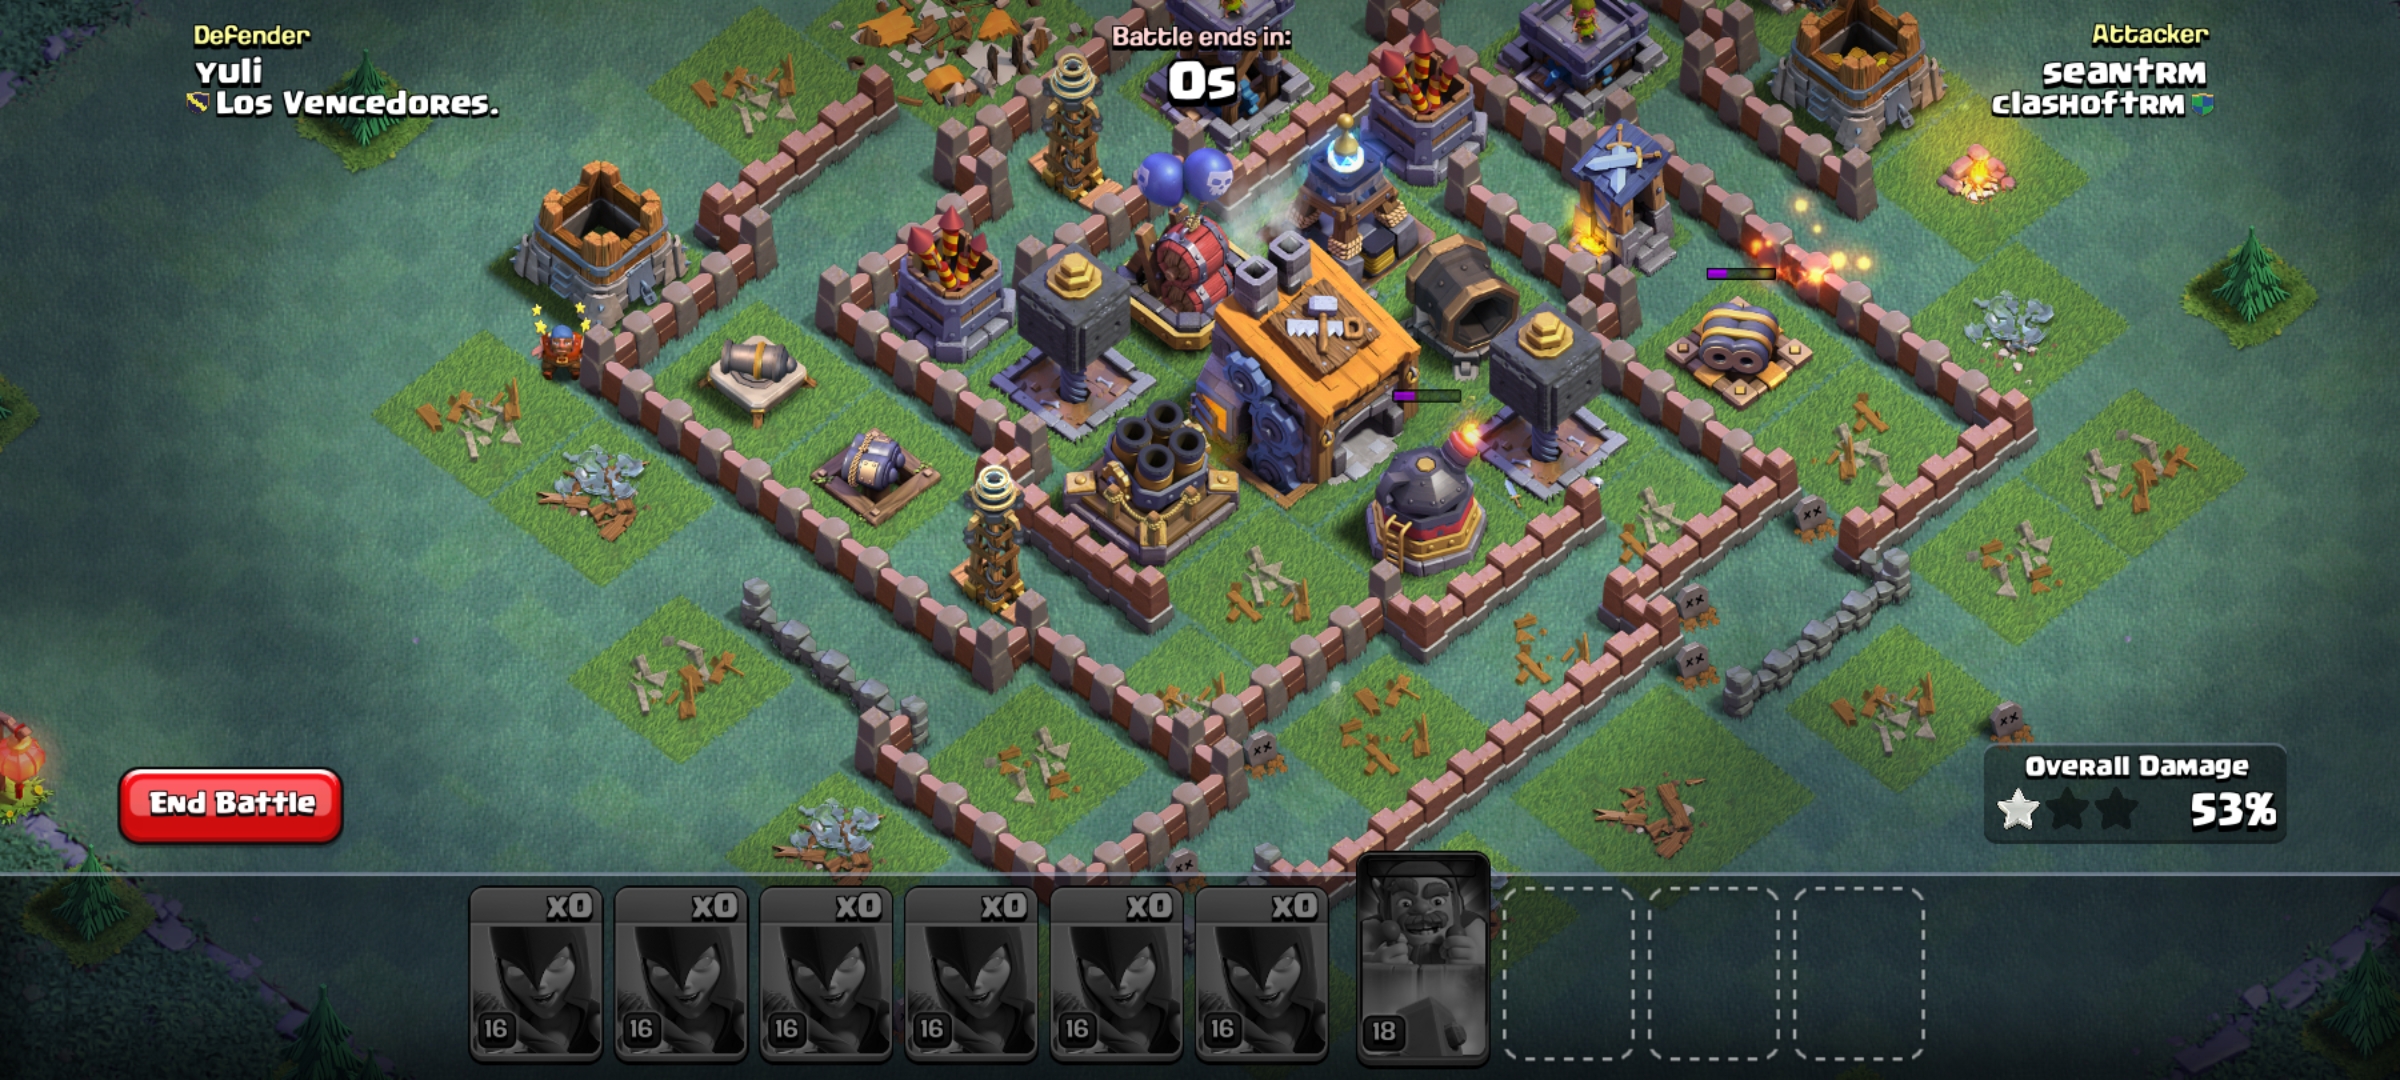 Defender
Yuli
Los Vencedores.
Battle ends in:
0s
Attacker
seantRM
clashoftRM
End Battle
Overall Damage
53%
x0 x0 x0 x0 x0 x0
16 16 16 16 16 16 18